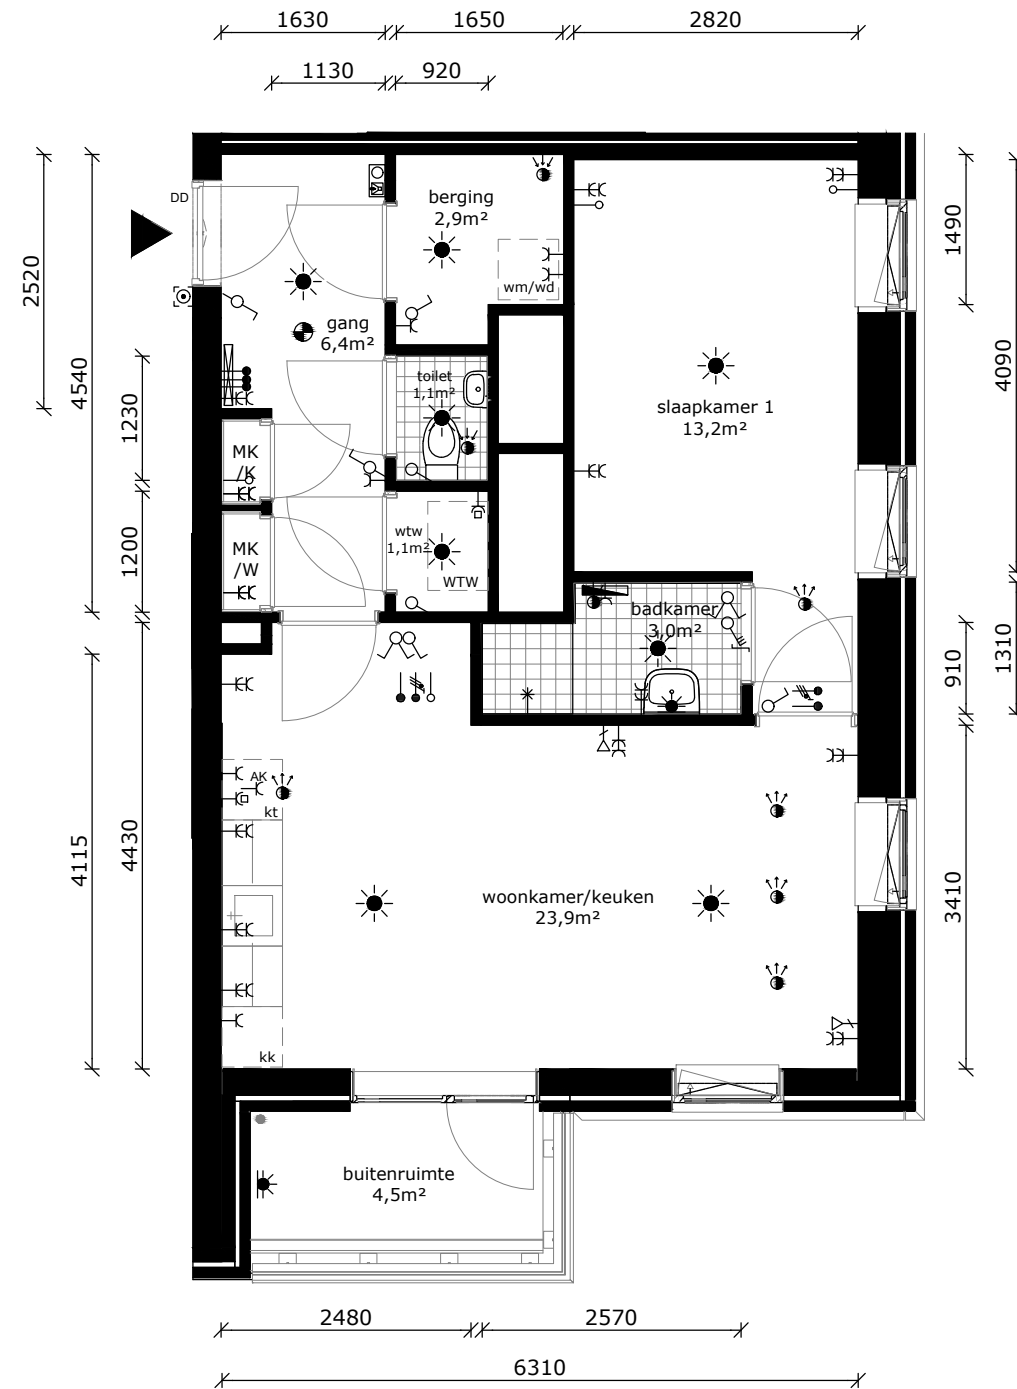 1630
1650
2820
1130
920
2520
4540
1230
1200
4115
4430
1490
4090
1310
910
3410
DD
berging
2,9m²
wm/wd
gang
6,4m²
toilet
1,1m²
slaapkamer 1
13,2m²
MK
/K
MK
/W
wtw
1,1m²
WTW
badkamer
3,0m²
AK
kt
woonkamer/keuken
23,9m²
kk
buitenruimte
4,5m²
2480
2570
6310